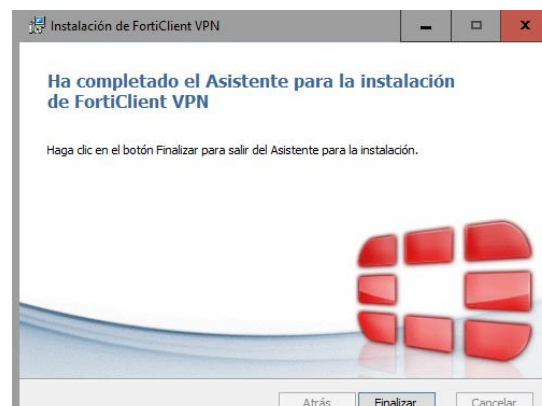 Instalación de FortiClient VPN
Ha completado el Asistente para la instalación
de FortiClient VPN
Haga clic en el botón Finalizar para salir del Asistente para la instalación.
Atrás Finalizar Cancelar